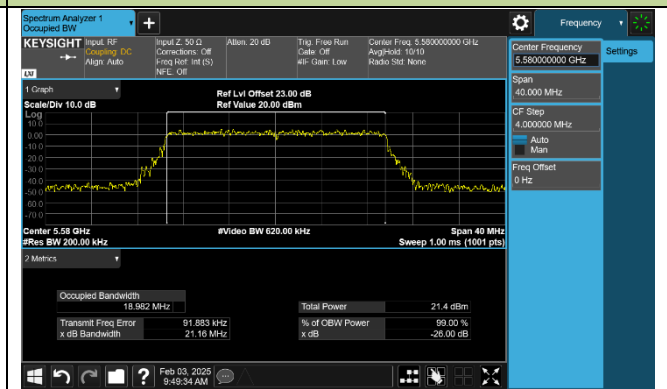 Spectrum Analyzer 1
Occupied BW
Frequency
KEYSIGHT
Input: RF
Coupling: DC
Align: Auto
Input Z: 50 Ω
Corrections: Off
Freq Ref: Int (S)
NFE: Off
Atten: 20 dB
Trig: Free Run
Gate: Off
#IF Gain: Low
Center Freq: 5.580000000 GHz
Avg|Hold: 10/10
Radio Std: None
LXI
Center Frequency
5.580000000 GHz
Settings
Span
40.000 MHz
CF Step
4.000000 MHz
Auto
Man
Freq Offset
0 Hz
1 Graph
Scale/Div 10.0 dB
Ref Lvl Offset 23.00 dB
Ref Value 20.00 dBm
Log
10.0
0.00
-10.0
-20.0
-30.0
-40.0
-50.0
-60.0
-70.0
Center 5.58 GHz
#Video BW 620.00 kHz
Span 40 MHz
#Res BW 200.00 kHz
Sweep 1.00 ms (1001 pts)
2 Metrics
Occupied Bandwidth
18.982 MHz
Total Power 21.4 dBm
Transmit Freq Error 91.883 kHz
% of OBW Power 99.00 %
x dB Bandwidth 21.16 MHz
x dB -26.00 dB
?
Feb 03, 2025
9:49:34 AM